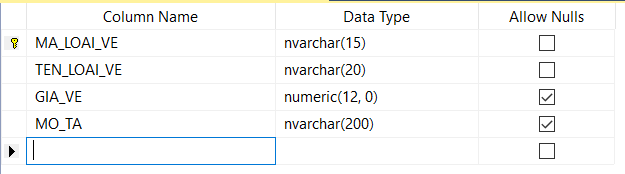 Column Name Data Type Allow Nulls
MA_LOAI_VE nvarchar(15)
TEN_LOAI_VE nvarchar(20)
GIA_VE numeric(12, 0)
MO_TA nvarchar(200)